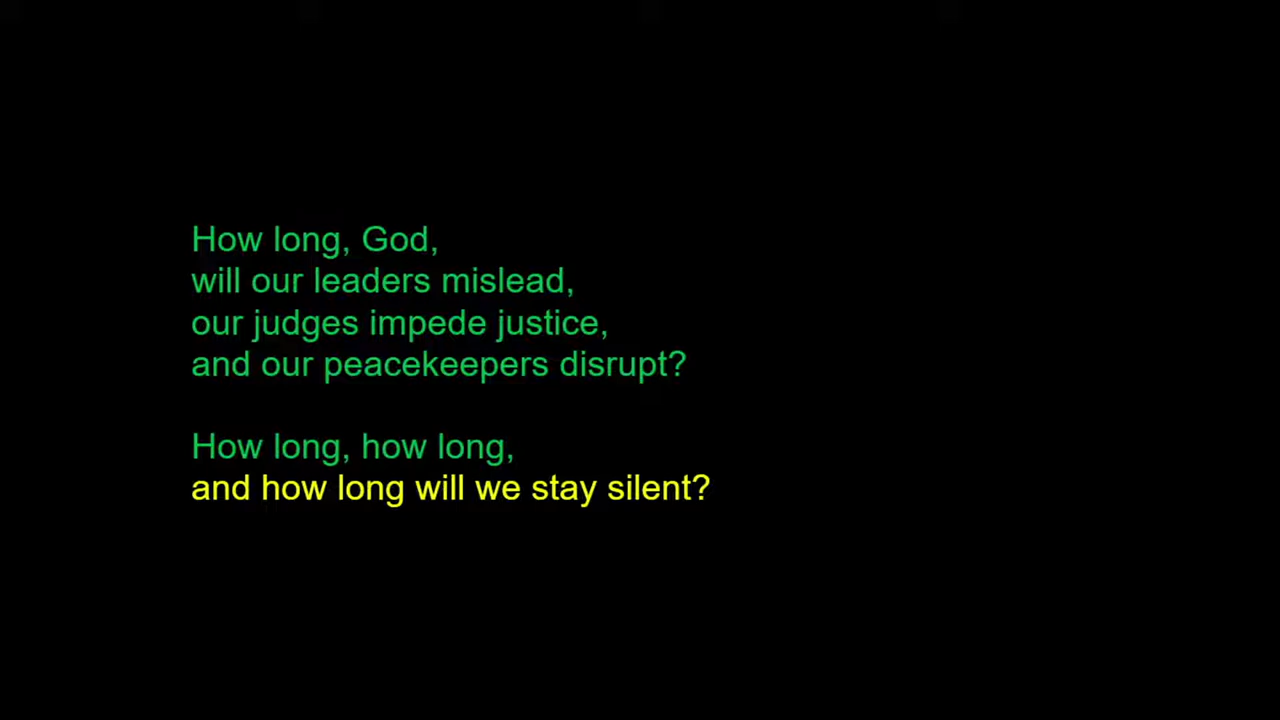 How long, God,
will our leaders mislead,
our judges impede justice,
and our peacekeepers disrupt?
How long, how long,
and how long will we stay silent?